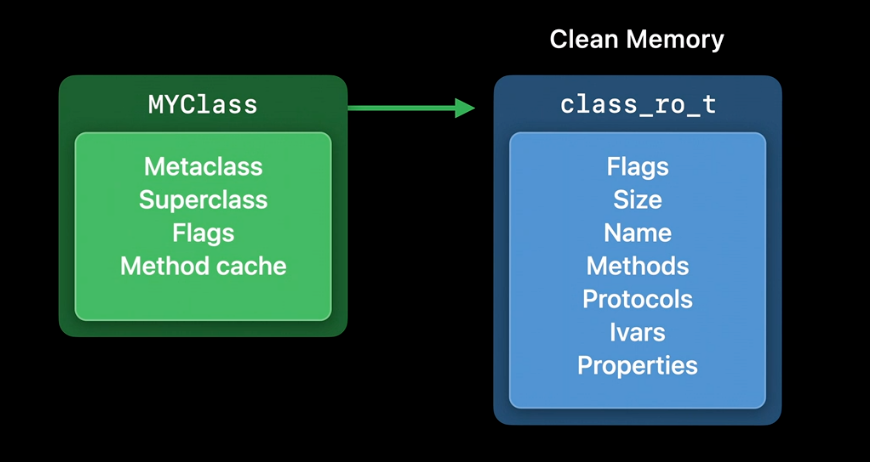 Clean Memory
MYClass
Metaclass
Superclass
Flags
Method cache
class_ro_t
Flags
Size
Name
Methods
Protocols
Ivars
Properties